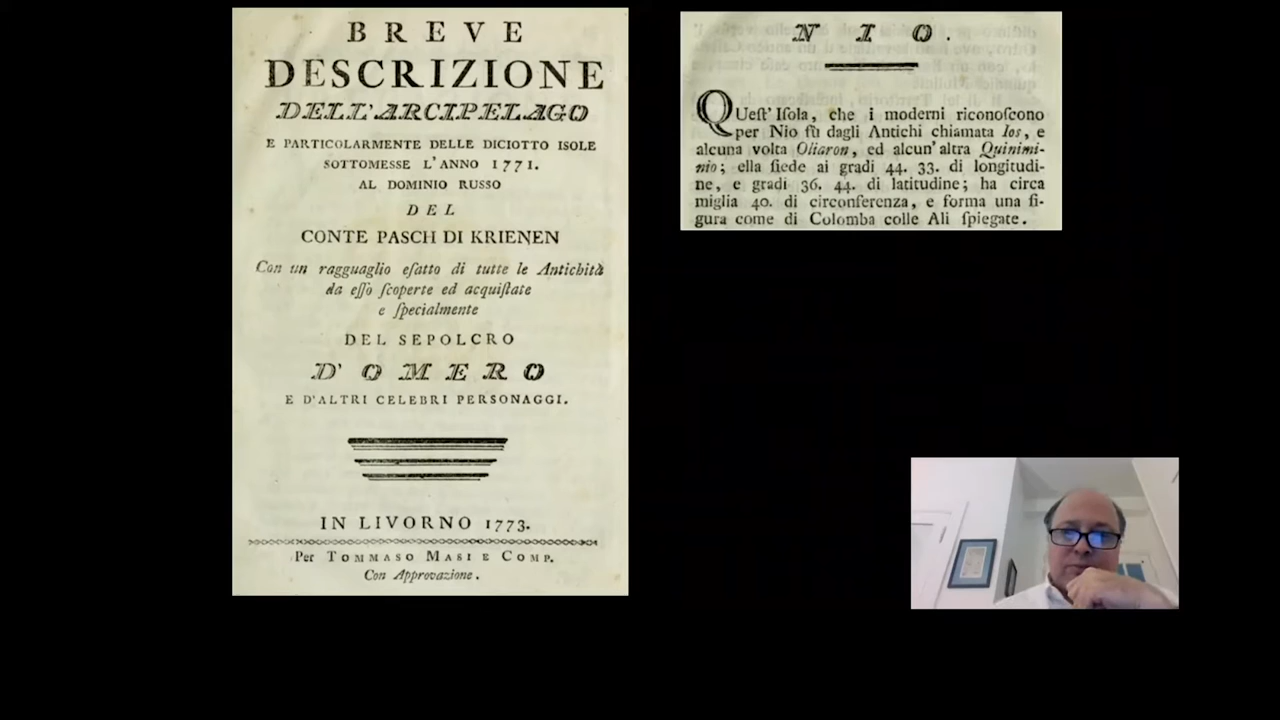 BREVE
DESCRIZIONE
DELL'ARCIPELAGO
E PARTICOLARMENTE DELLE DICIOTTO ISOLE
SOTTOMESSE L'ANNO 1771.
AL DOMINIO RUSSO
DEL
CONTE PASCH DI KRIENEN
Con un ragguaglio eſatto di tutte le Antichità
da eſſo ſcoperte ed acquiſtate
e ſpecialmente
DEL SEPOLCRO
D'OMERO
E D'ALTRI CELEBRI PERSONAGGI.
IN LIVORNO 1773.
Per TOMMASO MASI E COMP.
Con Approvazione.
NIO.
QUeſt' Iſola, che i moderni riconoſcono
per Nio fù dagli Antichi chiamata Ios, e
alcuna volta Oliaron, ed alcun' altra Quinimi-
nio; ella ſiede ai gradi 44. 33. di longitudi-
ne, e gradi 36. 44. di latitudine; ha circa
miglia 40. di circonferenza, e forma una fi-
gura come di Colomba colle Ali ſpiegate.